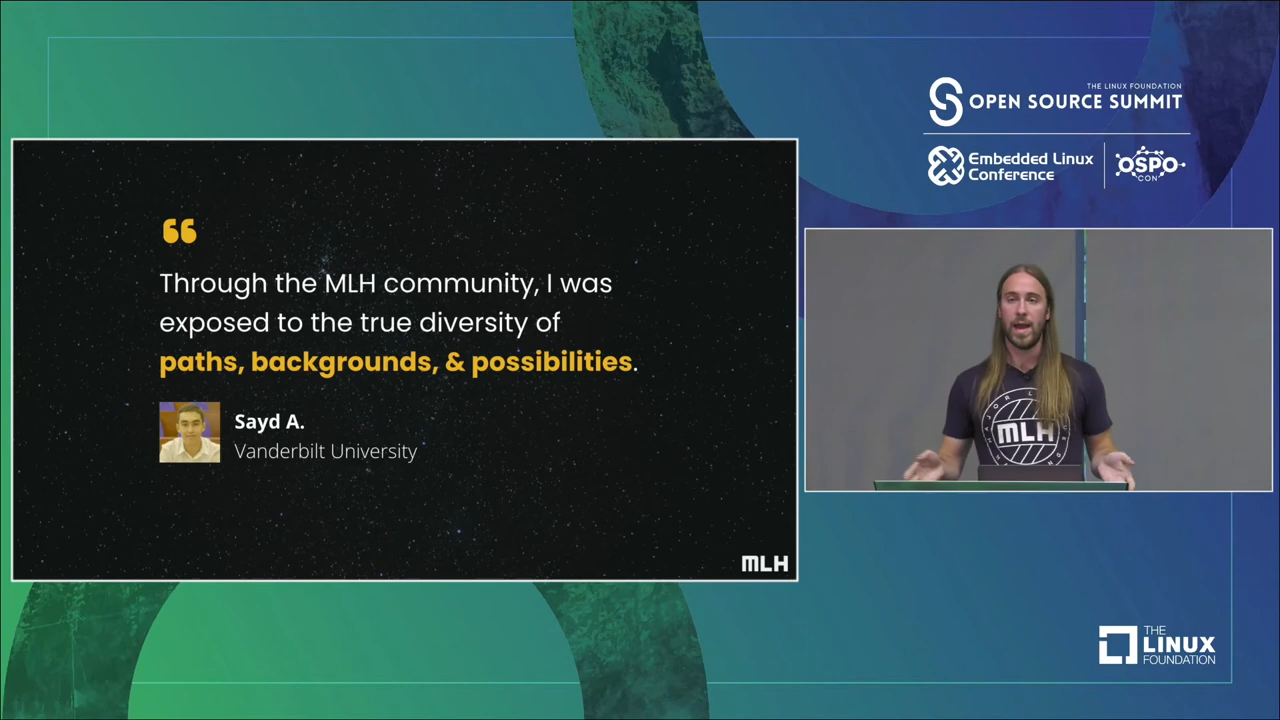 THE LINUX FOUNDATION
OPEN SOURCE SUMMIT
Embedded Linux
Conference
OSPO
CON
“
Through the MLH community, I was
exposed to the true diversity of
paths, backgrounds, & possibilities.
Sayd A.
Vanderbilt University
MLH
MLH
THE
LINUX
FOUNDATION